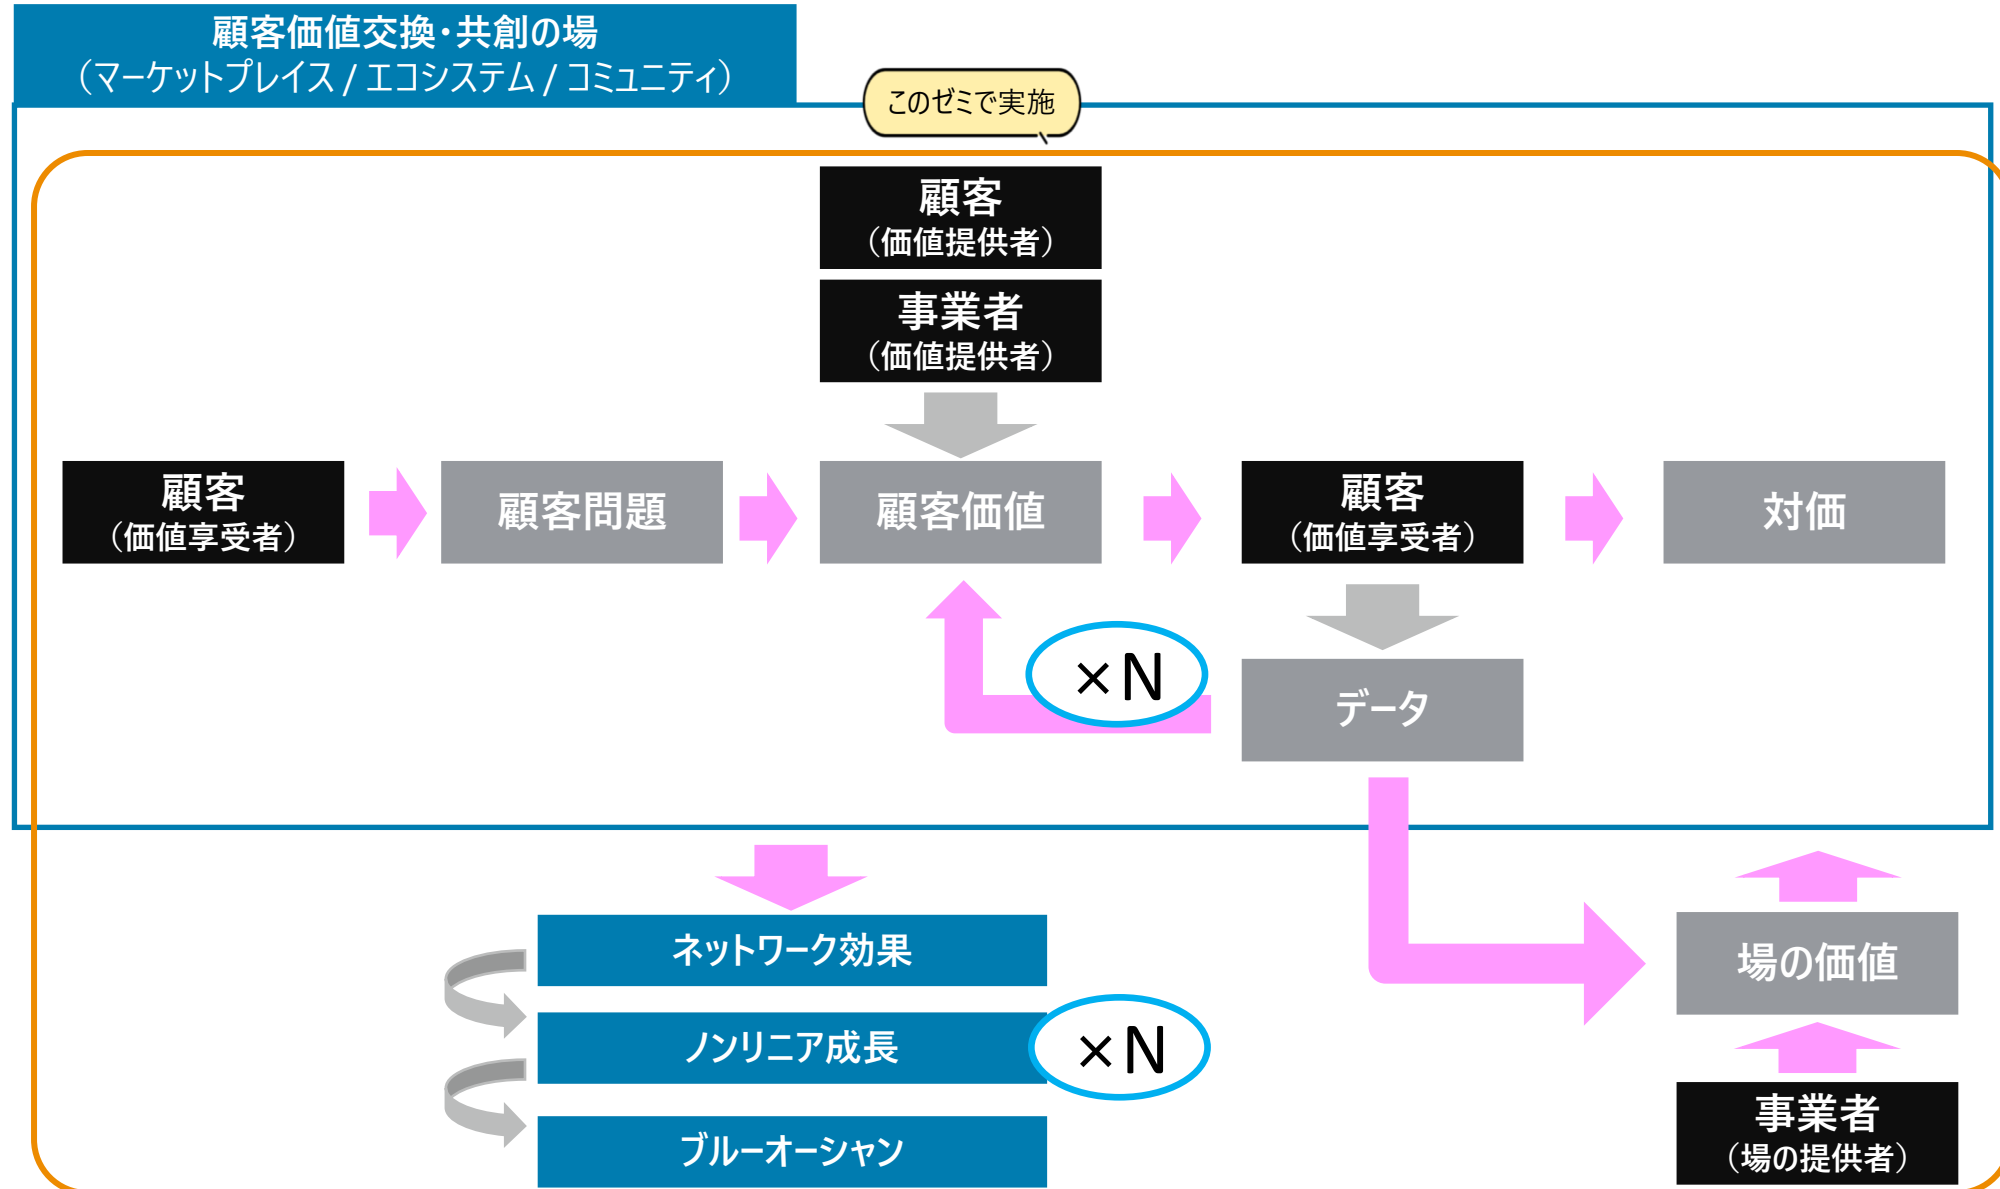 顧客価値交換・共創の場
（マーケットプレイス / エコシステム / コミュニティ）
このゼミで実施
顧客
（価値提供者）
事業者
（価値提供者）
顧客
（価値享受者）
顧客問題
顧客価値
顧客
（価値享受者）
対価
×N
データ
ネットワーク効果
ノンリニア成長
×N
ブルーオーシャン
場の価値
事業者
（場の提供者）